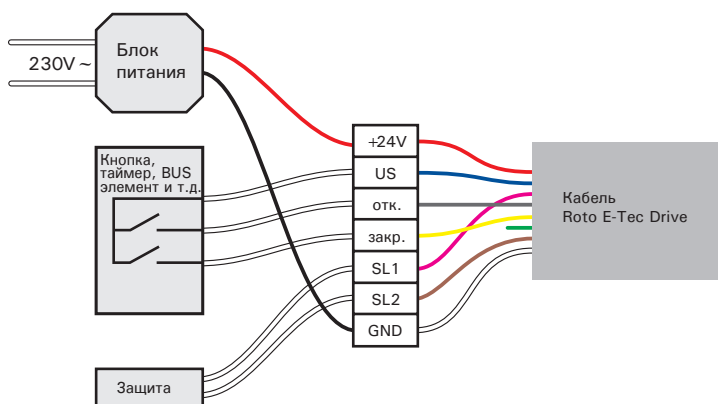 Блок
питания
230V ~
Кнопка,
таймер, BUS
элемент и т.д.
+24V
US
отк.
закр.
SL1
SL2
GND
Кабель
Roto E-Tec Drive
Защита